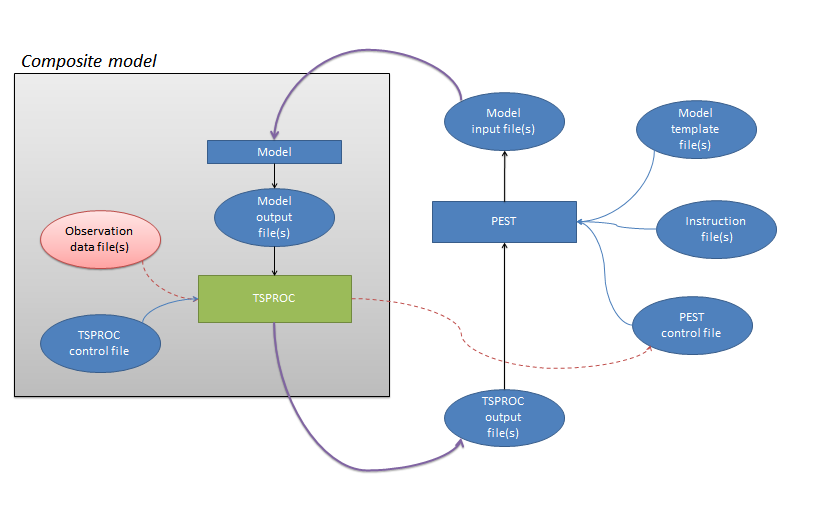 Composite model
Model
input file(s)
Model
template
file(s)
Model
Model
output
file(s)
PEST
Instruction
file(s)
Observation
data file(s)
TSPROC
PEST
control file
TSPROC
control file
TSPROC
output
file(s)